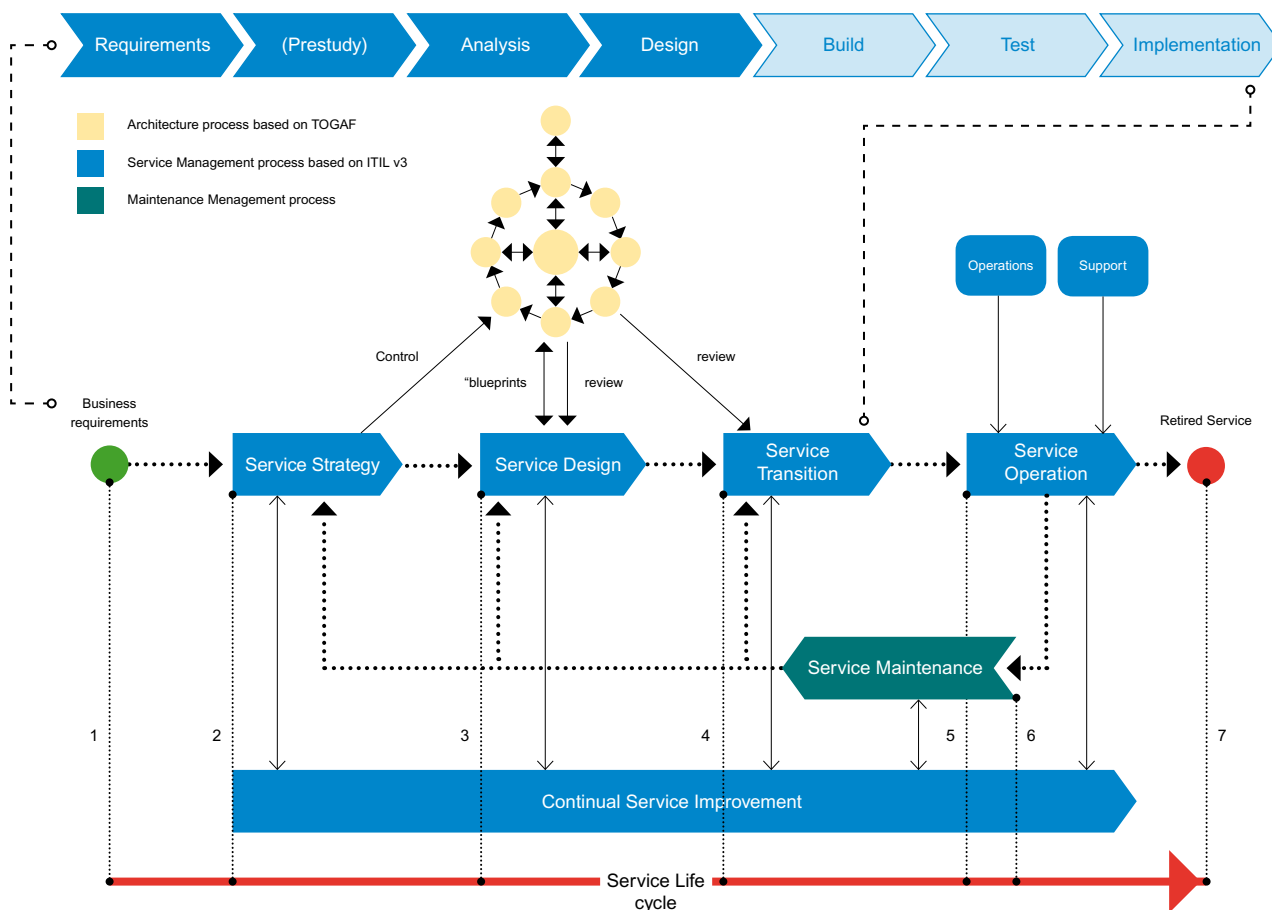 Requirements
(Prestudy)
Analysis
Design
Build
Test
Implementation
Architecture process based on TOGAF
Service Management process based on ITIL v3
Maintenance Menagement process
Operations
Support
Control
"blueprints
review
review
Business
requirements
Retired Service
Service Strategy
Service Design
Service
Transition
Service
Operation
Service Maintenance
1
2
3
4
5
6
7
Continual Service Improvement
Service Life
cycle